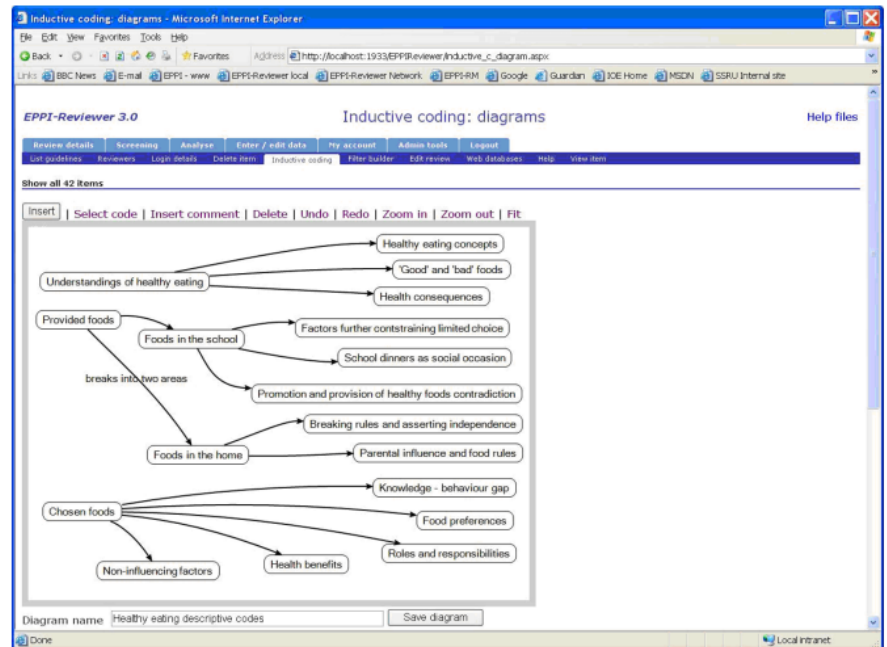 Inductive coding: diagrams - Microsoft Internet Explorer
File Edit View Favorites Tools Help
Back Favorites Address http://localhost:1933/EPPIReviewer/inductive_c_diagram.aspx
Links BBC News E-mail EPPI - www EPPI-Reviewer local EPPI-Reviewer Network EPPI-RM Google Guardian IOE Home MSDN SSRU Internal site
EPPI-Reviewer 3.0 Inductive coding: diagrams Help files
Review details Screening Analyse Enter / edit data My account Admin tools Logout
List guidelines Reviewers Login details Delete item Inductive coding Filter builder Edit review Web databases Help View item
Show all 42 items
Insert | Select code | Insert comment | Delete | Undo | Redo | Zoom in | Zoom out | Fit
Healthy eating concepts
'Good' and 'bad' foods
Understandings of healthy eating
Health consequences
Provided foods
Factors further contstraining limited choice
Foods in the school
School dinners as social occasion
breaks into two areas
Promotion and provision of healthy foods contradiction
Breaking rules and asserting independence
Foods in the home
Parental influence and food rules
Knowledge - behaviour gap
Chosen foods
Food preferences
Roles and responsibilities
Health benefits
Non-influencing factors
Diagram name Healthy eating descriptive codes Save diagram
Done Local intranet